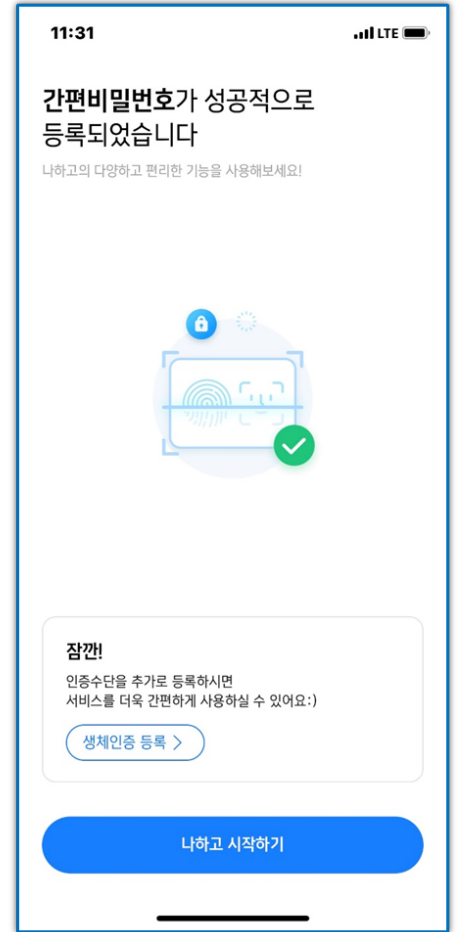 11:31
LTE
간편비밀번호가 성공적으로
등록되었습니다
나하고의 다양하고 편리한 기능을 사용해보세요!
잠깐!
인증수단을 추가로 등록하시면
서비스를 더욱 간편하게 사용하실 수 있어요:)
생체인증 등록 >
나하고 시작하기